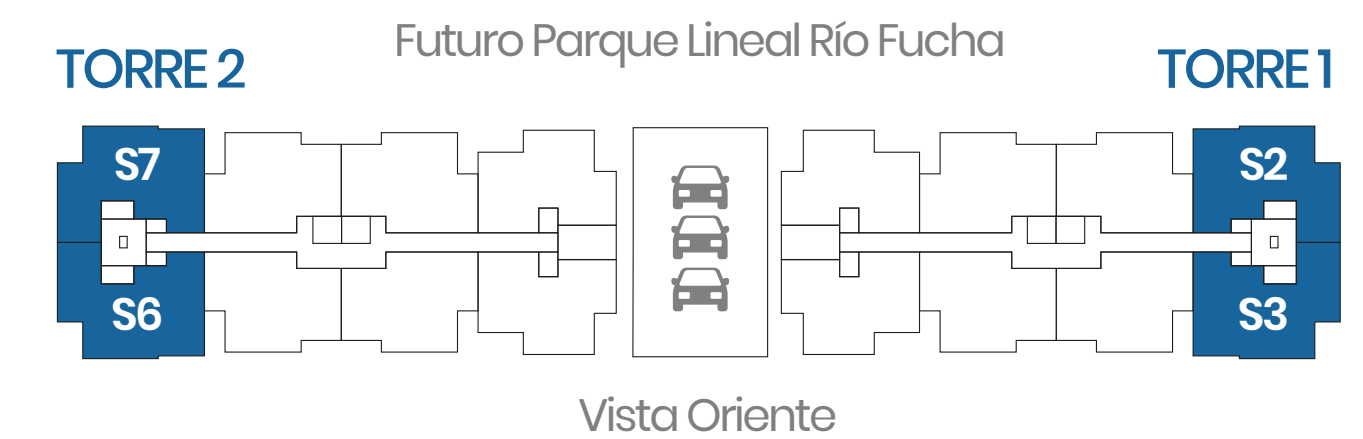 Futuro Parque Lineal Río Fucha
TORRE 2
TORRE 1
S7
S2
S6
S3
Vista Oriente